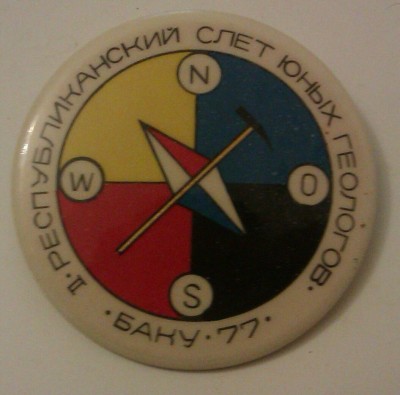 II · РЕСПУБЛИКАНСКИЙ СЛЕТ ЮНЫХ ГЕОЛОГОВ ·
N
W O
S
· БАКУ · 77 ·